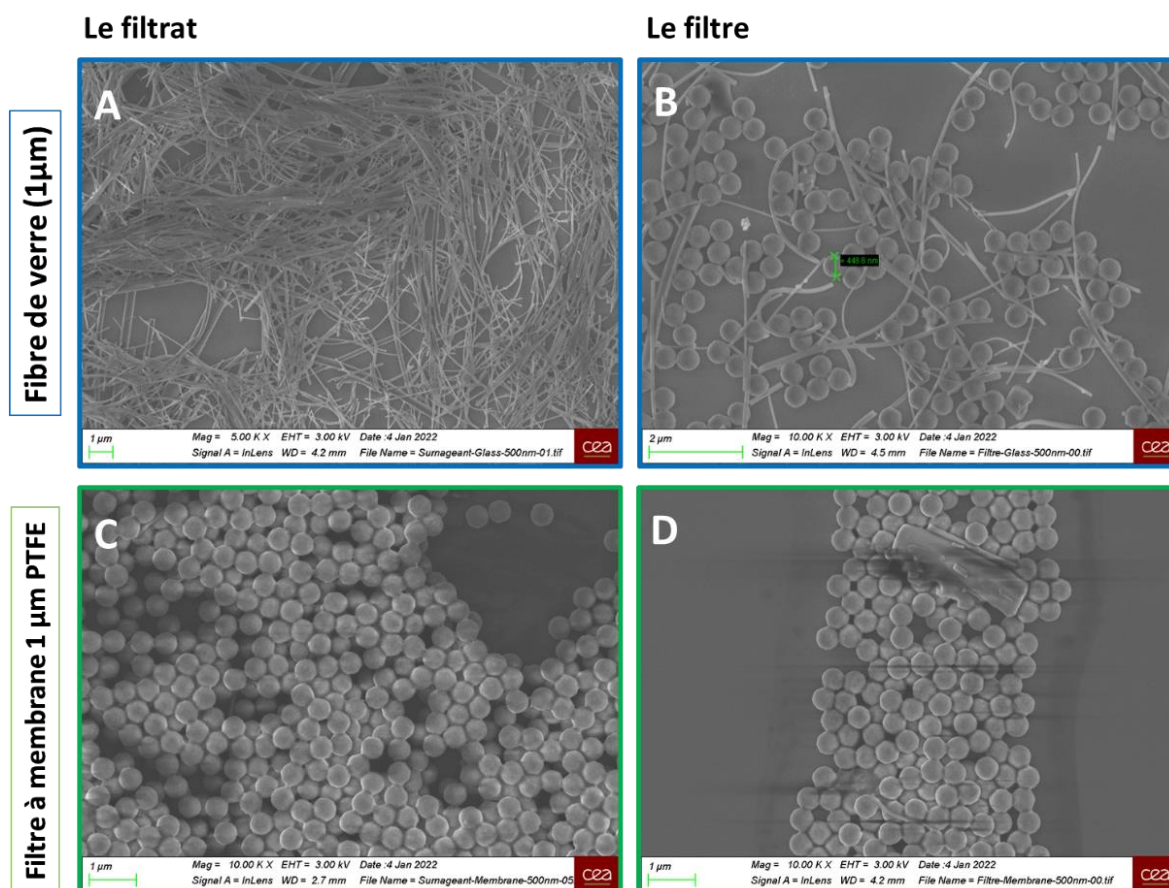 Le filtrat
Le filtre
Fibre de verre (1µm)
A
B
= 448.8 nm
1 µm
Mag = 5.00 K X EHT = 3.00 kV Date :4 Jan 2022
Signal A = InLens WD = 4.2 mm File Name = Surnageant-Glass-500nm-01.tif
cea
2 µm
Mag = 10.00 K X EHT = 3.00 kV Date :4 Jan 2022
Signal A = InLens WD = 4.5 mm File Name = Filtre-Glass-500nm-00.tif
cea
Filtre à membrane 1 µm PTFE
C
D
1 µm
Mag = 10.00 K X EHT = 3.00 kV Date :4 Jan 2022
Signal A = InLens WD = 2.7 mm File Name = Surnageant-Membrane-500nm-05.
cea
1 µm
Mag = 10.00 K X EHT = 3.00 kV Date :4 Jan 2022
Signal A = InLens WD = 4.2 mm File Name = Filtre-Membrane-500nm-00.tif
cea